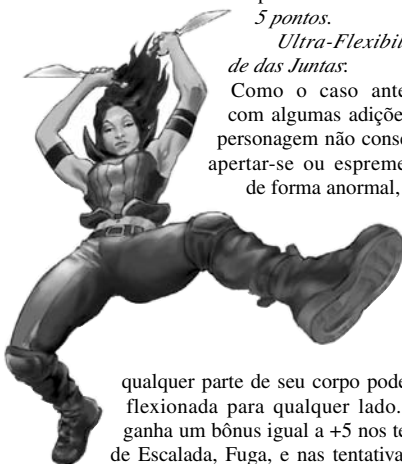 5 pontos.
Ultra-Flexibil
de das Juntas:
Como o caso ante
com algumas adiçõe
personagem não conse
apertar-se ou espreme
de forma anormal,
qualquer parte de seu corpo pode
flexionada para qualquer lado.
ganha um bônus igual a +5 nos te
de Escalada, Fuga, e nas tentativa